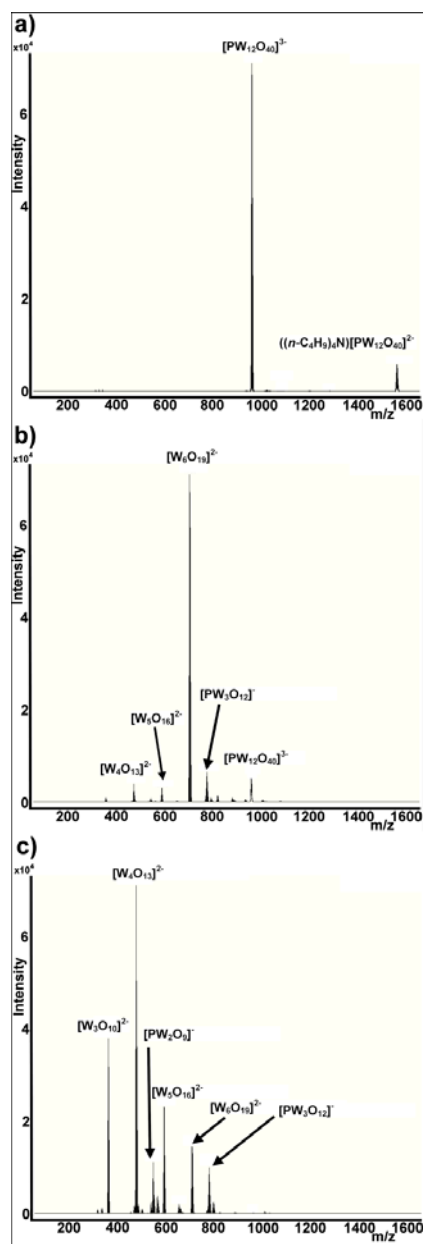 a)
x10⁴
[PW₁₂O₄₀]³⁻
6
4
2
0
Intensity
((n-C₄H₉)₄N)[PW₁₂O₄₀]²⁻
200 400 600 800 1000 1200 1400 1600
m/z
b)
x10⁴
[W₆O₁₉]²⁻
6
4
2
0
Intensity
[PW₃O₁₂]⁻
[W₅O₁₆]²⁻
[W₄O₁₃]²⁻
[PW₁₂O₄₀]³⁻
200 400 600 800 1000 1200 1400 1600
m/z
c)
x10⁴
[W₄O₁₃]²⁻
6
4
2
0
Intensity
[W₃O₁₀]²⁻
[PW₂O₉]⁻
[W₅O₁₆]²⁻
[W₆O₁₉]²⁻
[PW₃O₁₂]⁻
200 400 600 800 1000 1200 1400 1600
m/z